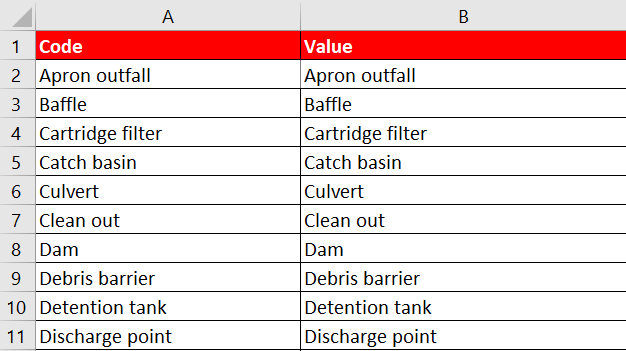 A B
1 Code Value
2 Apron outfall Apron outfall
3 Baffle Baffle
4 Cartridge filter Cartridge filter
5 Catch basin Catch basin
6 Culvert Culvert
7 Clean out Clean out
8 Dam Dam
9 Debris barrier Debris barrier
10 Detention tank Detention tank
11 Discharge point Discharge point